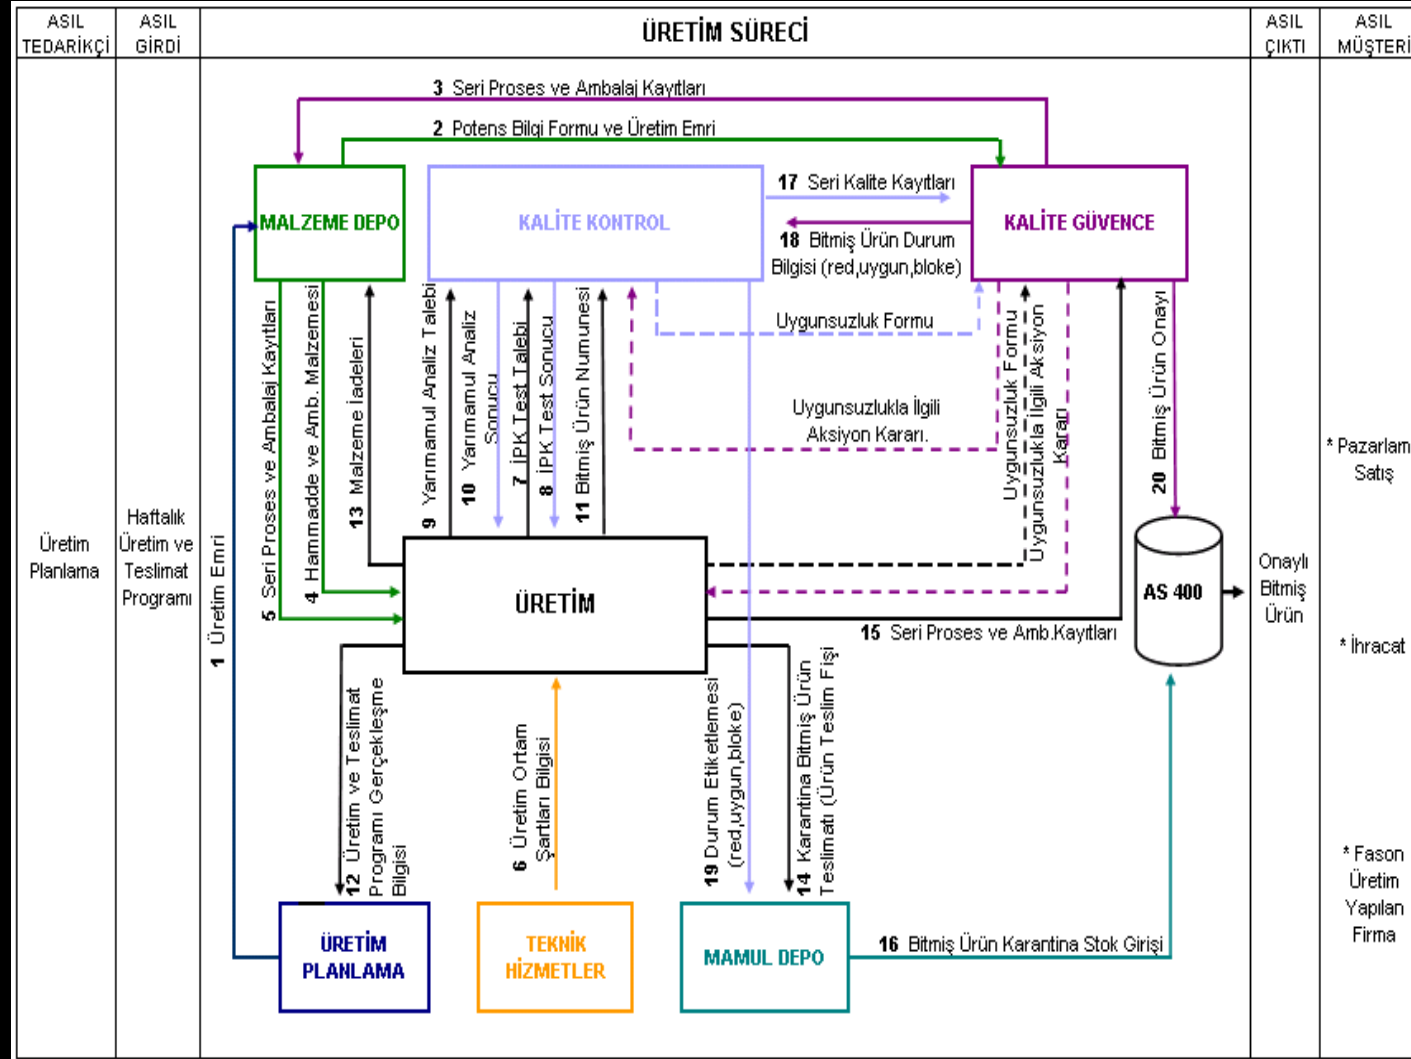 ASIL
TEDARİKÇİ
ASIL
GİRDİ
ÜRETİM SÜRECİ
ASIL
ÇIKTI
ASIL
MÜŞTERİ
3 Seri Proses ve Ambalaj Kayıtları
2 Potens Bilgi Formu ve Üretim Emri
MALZEME DEPO
KALİTE KONTROL
17 Seri Kalite Kayıtları
KALİTE GÜVENCE
18 Bitmiş Ürün Durum
Bilgisi (red,uygun,bloke)
Uygunsuzluk Formu
Uygunsuzlukla İlgili
Aksiyon Kararı.
5 Seri Proses ve Ambalaj Kayıtları
4 Hammadde ve Amb. Malzemesi
13 Malzeme İadeleri
9 Yarımamul Analiz Talebi
10 Yarımamul Analiz
Sonucu
7 İPK Test Talebi
8 İPK Test Sonucu
11 Bitmiş Ürün Numunesi
Uygunsuzluk Formu
Uygunsuzlukla İlgili Aksiyon
Kararı
20 Bitmiş Ürün Onayı
Üretim
Planlama
Haftalık
Üretim ve
Teslimat
Programı
1 Üretim Emri
ÜRETİM
AS 400
Onaylı
Bitmiş
Ürün
* Pazarlam
Satış
* İhracat
* Fason
Üretim
Yapılan
Firma
15 Seri Proses ve Amb.Kayıtları
12 Üretim ve Teslimat
Programı Gerçekleşme
Bilgisi
6 Üretim Ortam
Şartları Bilgisi
19 Durum Etiketlemesi
(red,uygun,bloke)
14 Karantina Bitmiş Ürün
Teslimatı (Ürün Teslim Fişi
ÜRETİM
PLANLAMA
TEKNİK
HİZMETLER
MAMUL DEPO
16 Bitmiş Ürün Karantina Stok Girişi